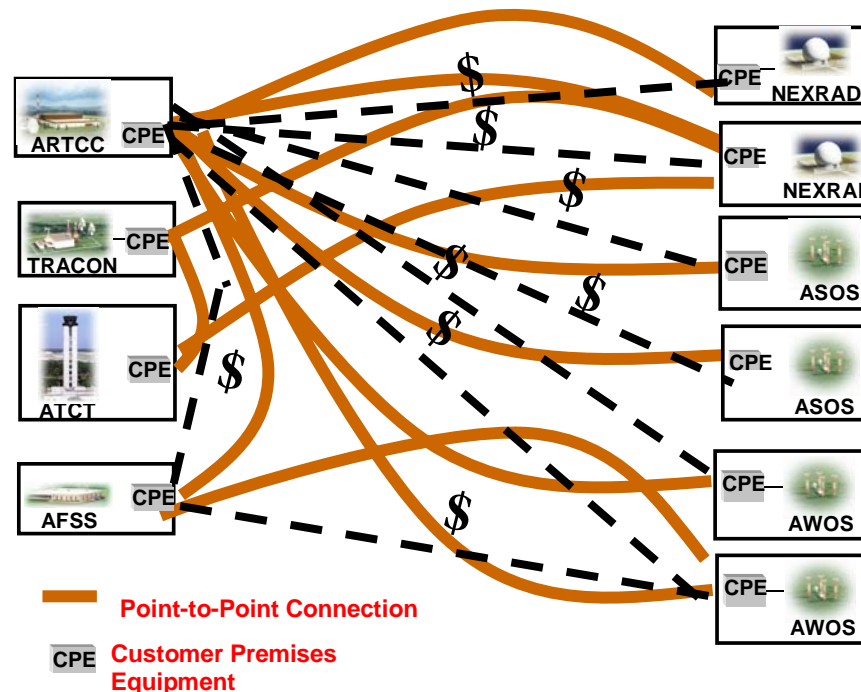 CPE
NEXRAD
$
CPE
ARTCC
$
CPE
NEXRAD
$
CPE
TRACON
$
CPE
ASOS
$
$
CPE
ATCT
$
CPE
ASOS
CPE
AFSS
$
CPE
AWOS
Point-to-Point Connection
CPE
AWOS
CPE
Customer Premises
Equipment